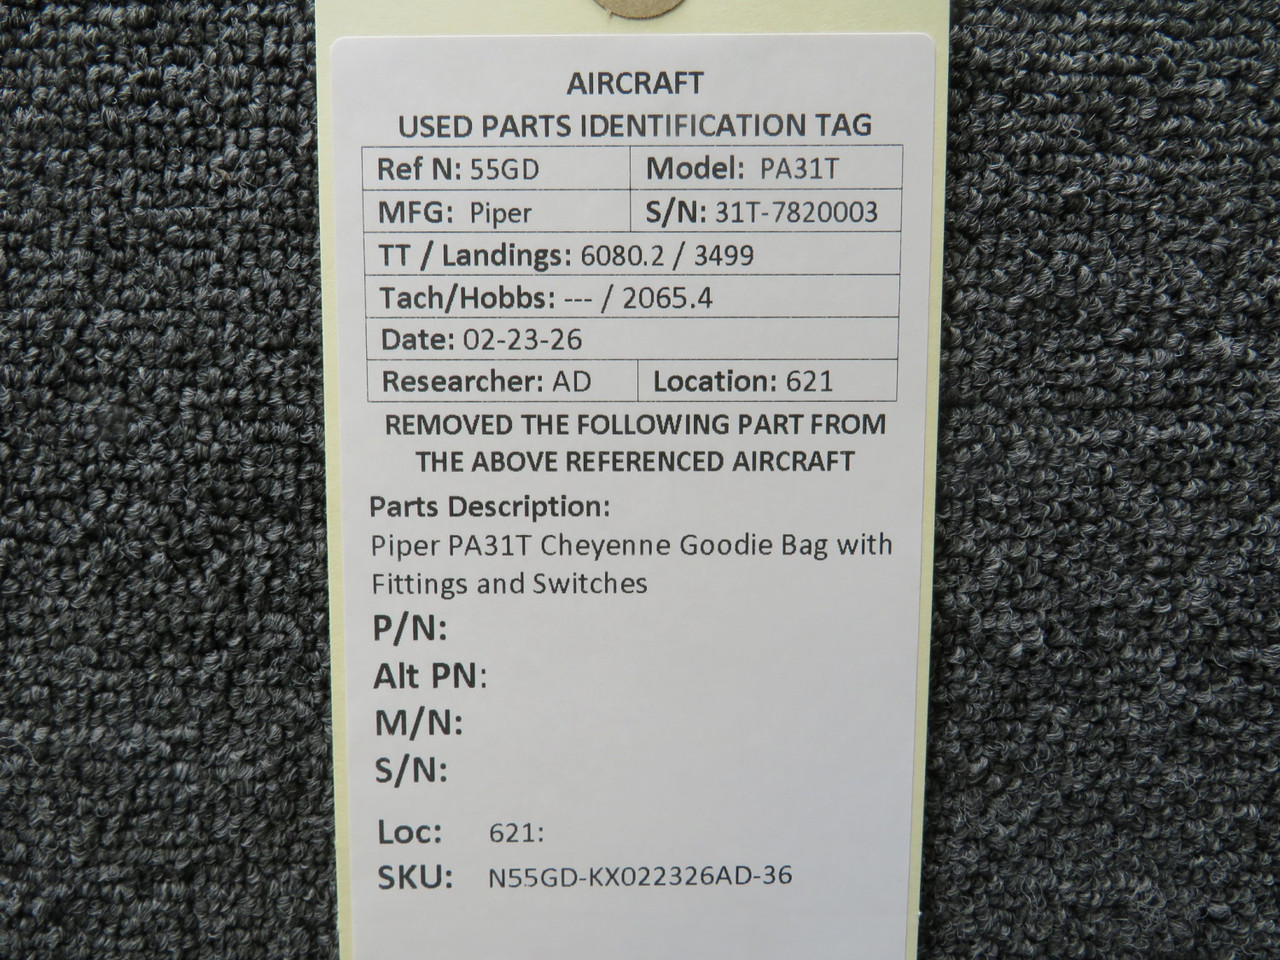 AIRCRAFT
USED PARTS IDENTIFICATION TAG
Ref N: 55GD Model: PA31T
MFG: Piper S/N: 31T-7820003
TT / Landings: 6080.2 / 3499
Tach/Hobbs: --- / 2065.4
Date: 02-23-26
Researcher: AD Location: 621
REMOVED THE FOLLOWING PART FROM
THE ABOVE REFERENCED AIRCRAFT
Parts Description:
Piper PA31T Cheyenne Goodie Bag with
Fittings and Switches
P/N:
Alt PN:
M/N:
S/N:
Loc: 621:
SKU: N55GD-KX022326AD-36